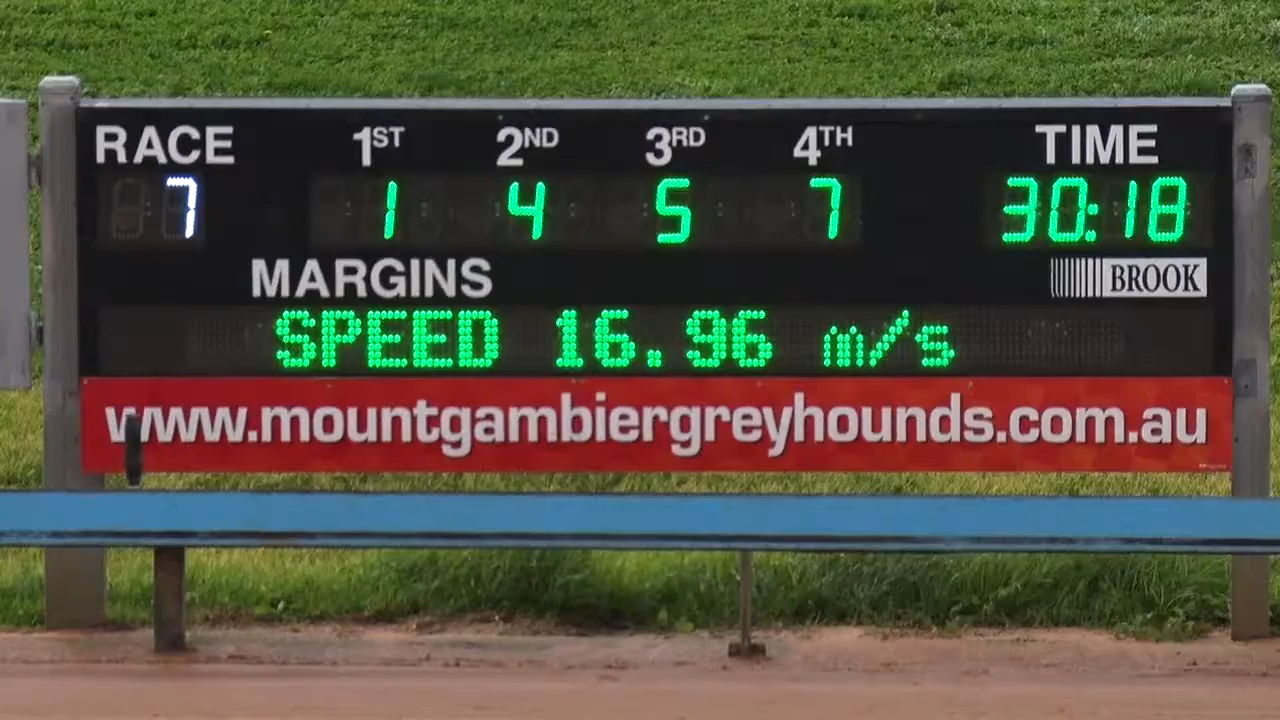 RACE 1ST 2ND 3RD 4TH TIME
7 1 4 5 7 30:18
MARGINS BROOK
SPEED 16.96 m/s
www.mountgambiergreyhounds.com.au